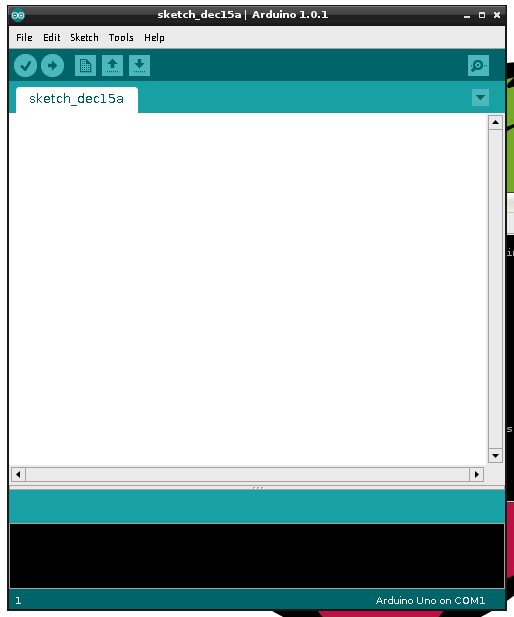 sketch_dec15a | Arduino 1.0.1
File Edit Sketch Tools Help
sketch_dec15a
1
Arduino Uno on COM1